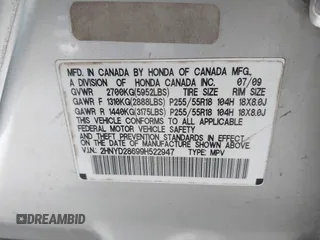 MFD. IN CANADA BY HONDA OF CANADA MFG.,
A DIVISION OF HONDA CANADA INC. 07/09
GVWR 2700KG(5952LBS) TIRE SIZE RIM SIZE
GAWR F 1310KG(2888LBS) P255/55R18 104H 18X8.0J
GAWR R 1440KG(3175LBS) P255/55R18 104H 18X8.0J
THIS VEHICLE CONFORMS TO ALL APPLICABLE
FEDERAL MOTOR VEHICLE SAFETY
AND THEFT PREVENTION STANDARDS IN EFFECT
ON THE DATE OF MANUFACTURE SHOWN ABOVE.
V.I.N.: 2HNYD28699H522947 TYPE: MPV
DREAMBID